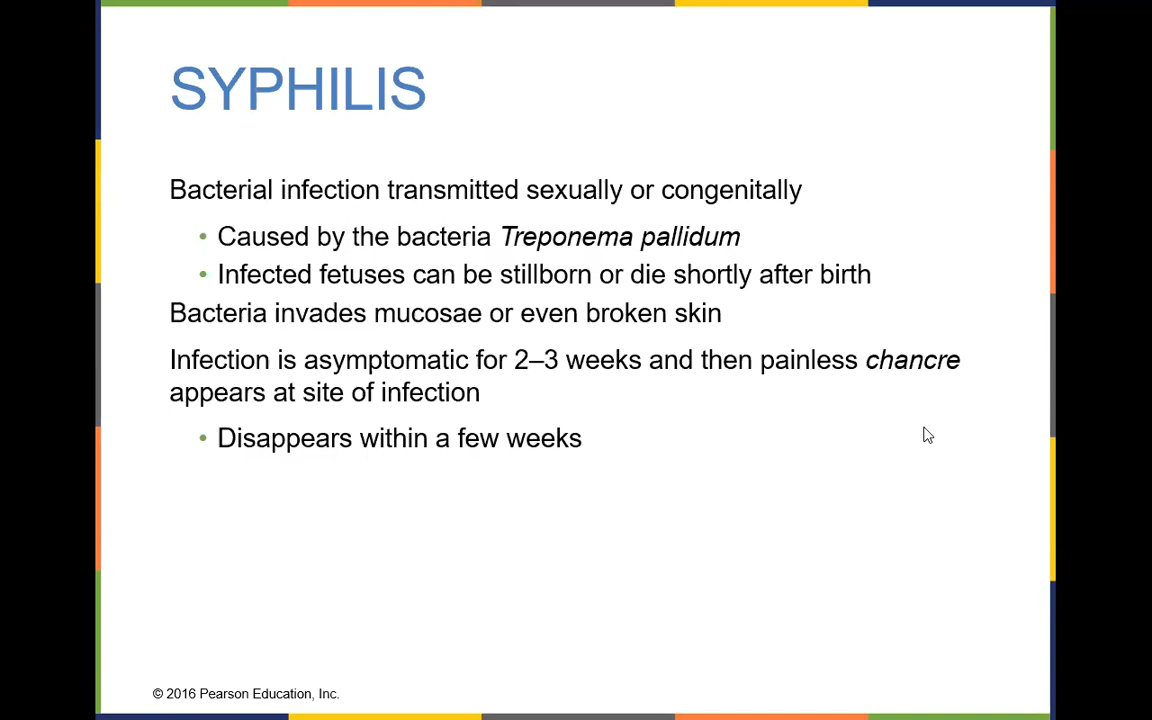 SYPHILIS
Bacterial infection transmitted sexually or congenitally
• Caused by the bacteria Treponema pallidum
• Infected fetuses can be stillborn or die shortly after birth
Bacteria invades mucosae or even broken skin
Infection is asymptomatic for 2–3 weeks and then painless chancre
appears at site of infection
• Disappears within a few weeks
© 2016 Pearson Education, Inc.